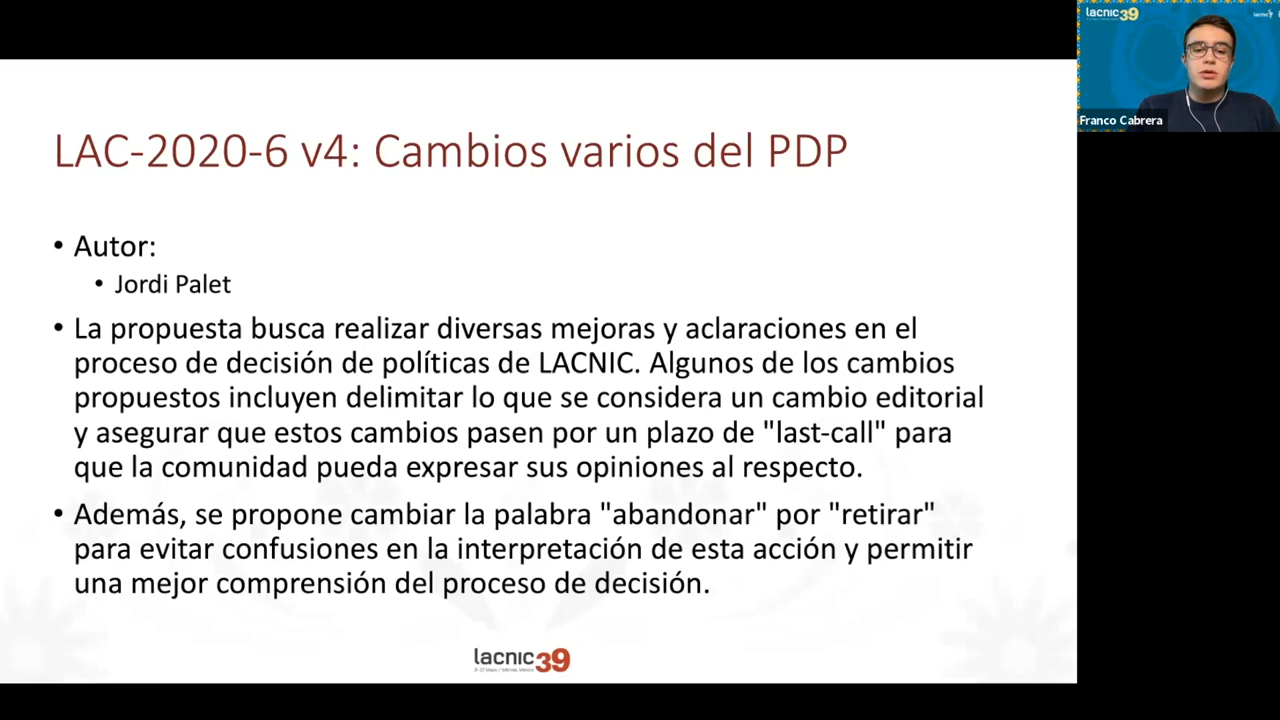 LAC-2020-6 v4: Cambios varios del PDP
• Autor:
• Jordi Palet
• La propuesta busca realizar diversas mejoras y aclaraciones en el
proceso de decisión de políticas de LACNIC. Algunos de los cambios
propuestos incluyen delimitar lo que se considera un cambio editorial
y asegurar que estos cambios pasen por un plazo de "last-call" para
que la comunidad pueda expresar sus opiniones al respecto.
• Además, se propone cambiar la palabra "abandonar" por "retirar"
para evitar confusiones en la interpretación de esta acción y permitir
una mejor comprensión del proceso de decisión.
lacnic39
lacnic39
lacnic
Franco Cabrera